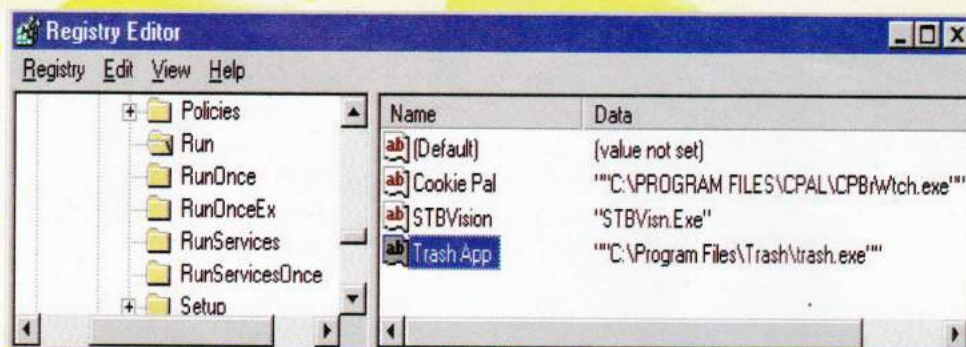 Registry Editor
Registry Edit View Help
Policies
Run
RunOnce
RunOnceEx
RunServices
RunServicesOnce
Setup
Name Data
(Default) (value not set)
Cookie Pal ""C:\PROGRAM FILES\CPAL\CPBrWtch.exe""
STBVision "STBVisn.Exe"
Trash App ""C:\Program Files\Trash\trash.exe""